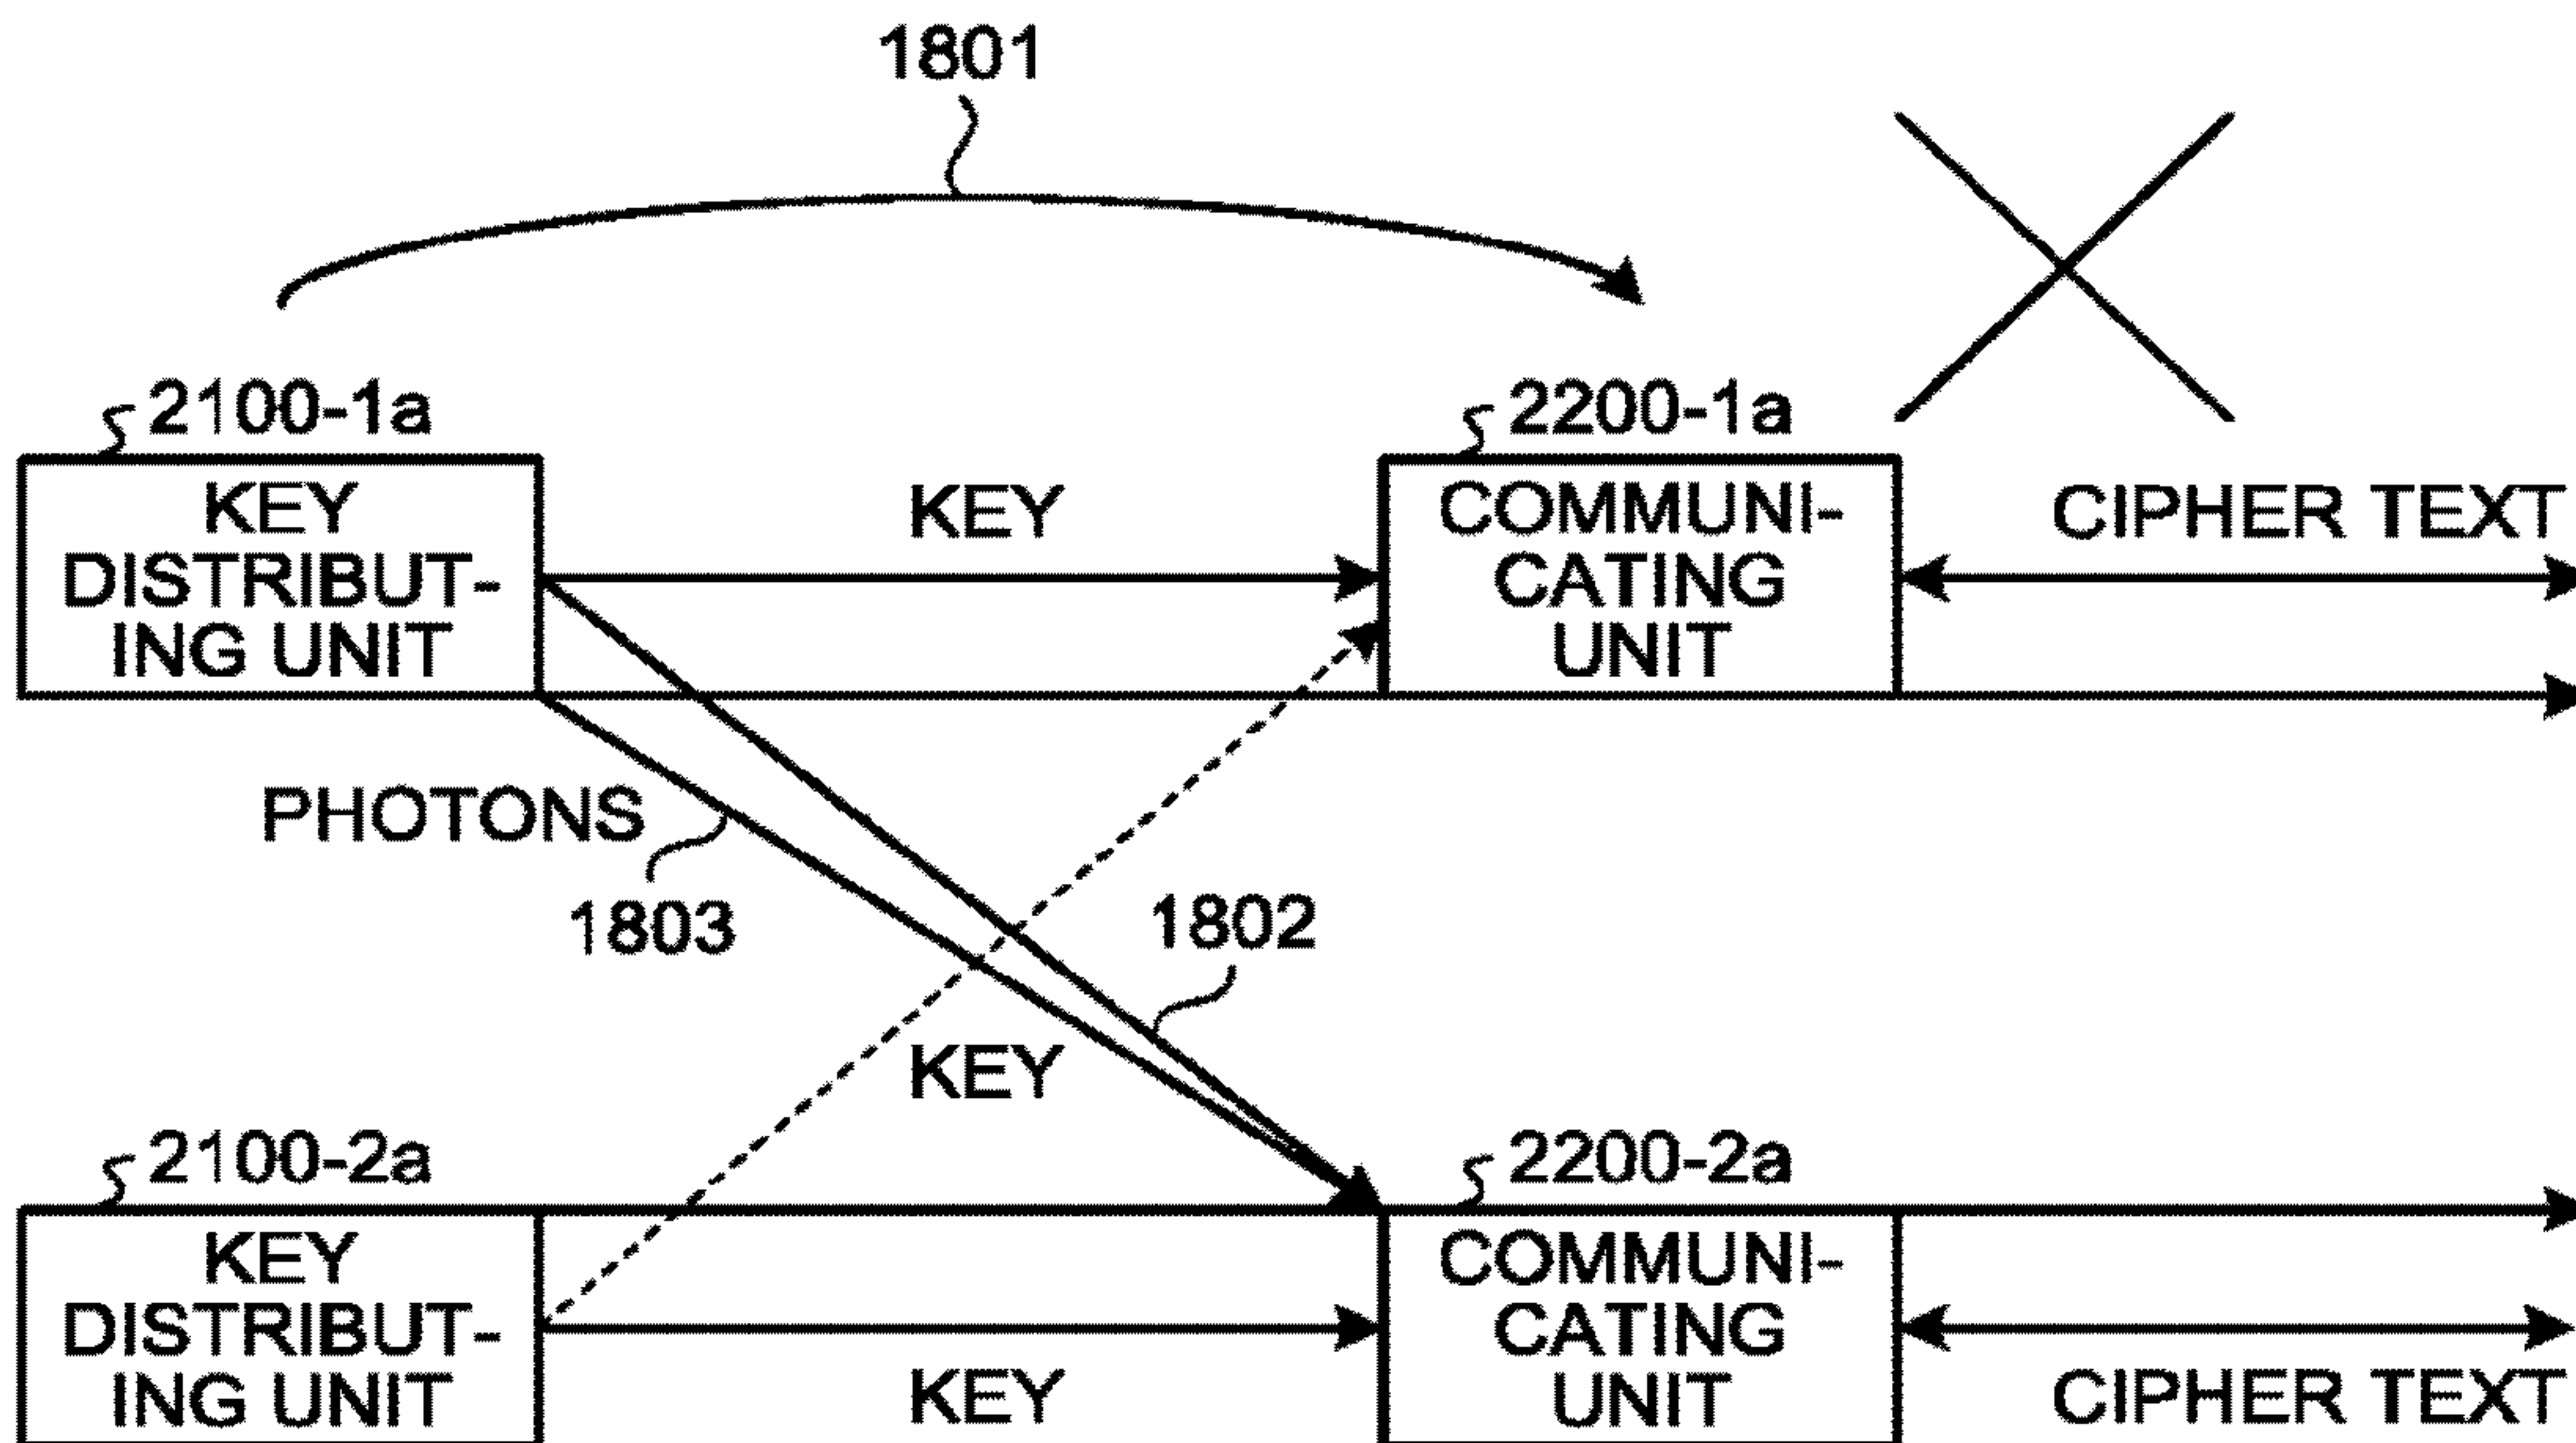 1801
2100-1a
2200-1a
KEY
DISTRIBUT-
ING UNIT
KEY
COMMUNI-
CATING
UNIT
CIPHER TEXT
PHOTONS
1803
1802
KEY
2100-2a
2200-2a
KEY
DISTRIBUT-
ING UNIT
KEY
COMMUNI-
CATING
UNIT
CIPHER TEXT